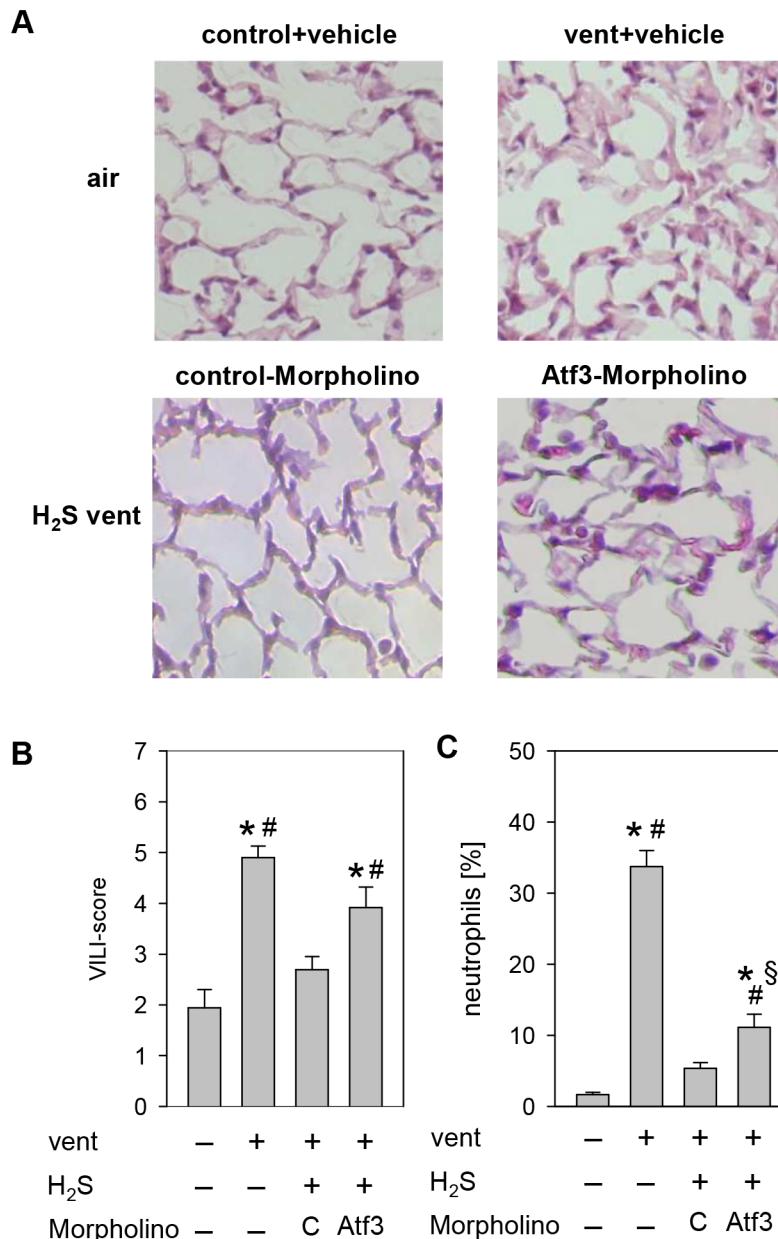 A
control+vehicle vent+vehicle
air
control-Morpholino Atf3-Morpholino
H₂S vent
B
7
6
5
4
3
2
1
0
VILI-score
* #
* #
vent – + + +
H₂S – – + +
Morpholino – – C Atf3
C
50
40
30
20
10
0
neutrophils [%]
* #
* §
#
vent – + + +
H₂S – – + +
Morpholino – – C Atf3